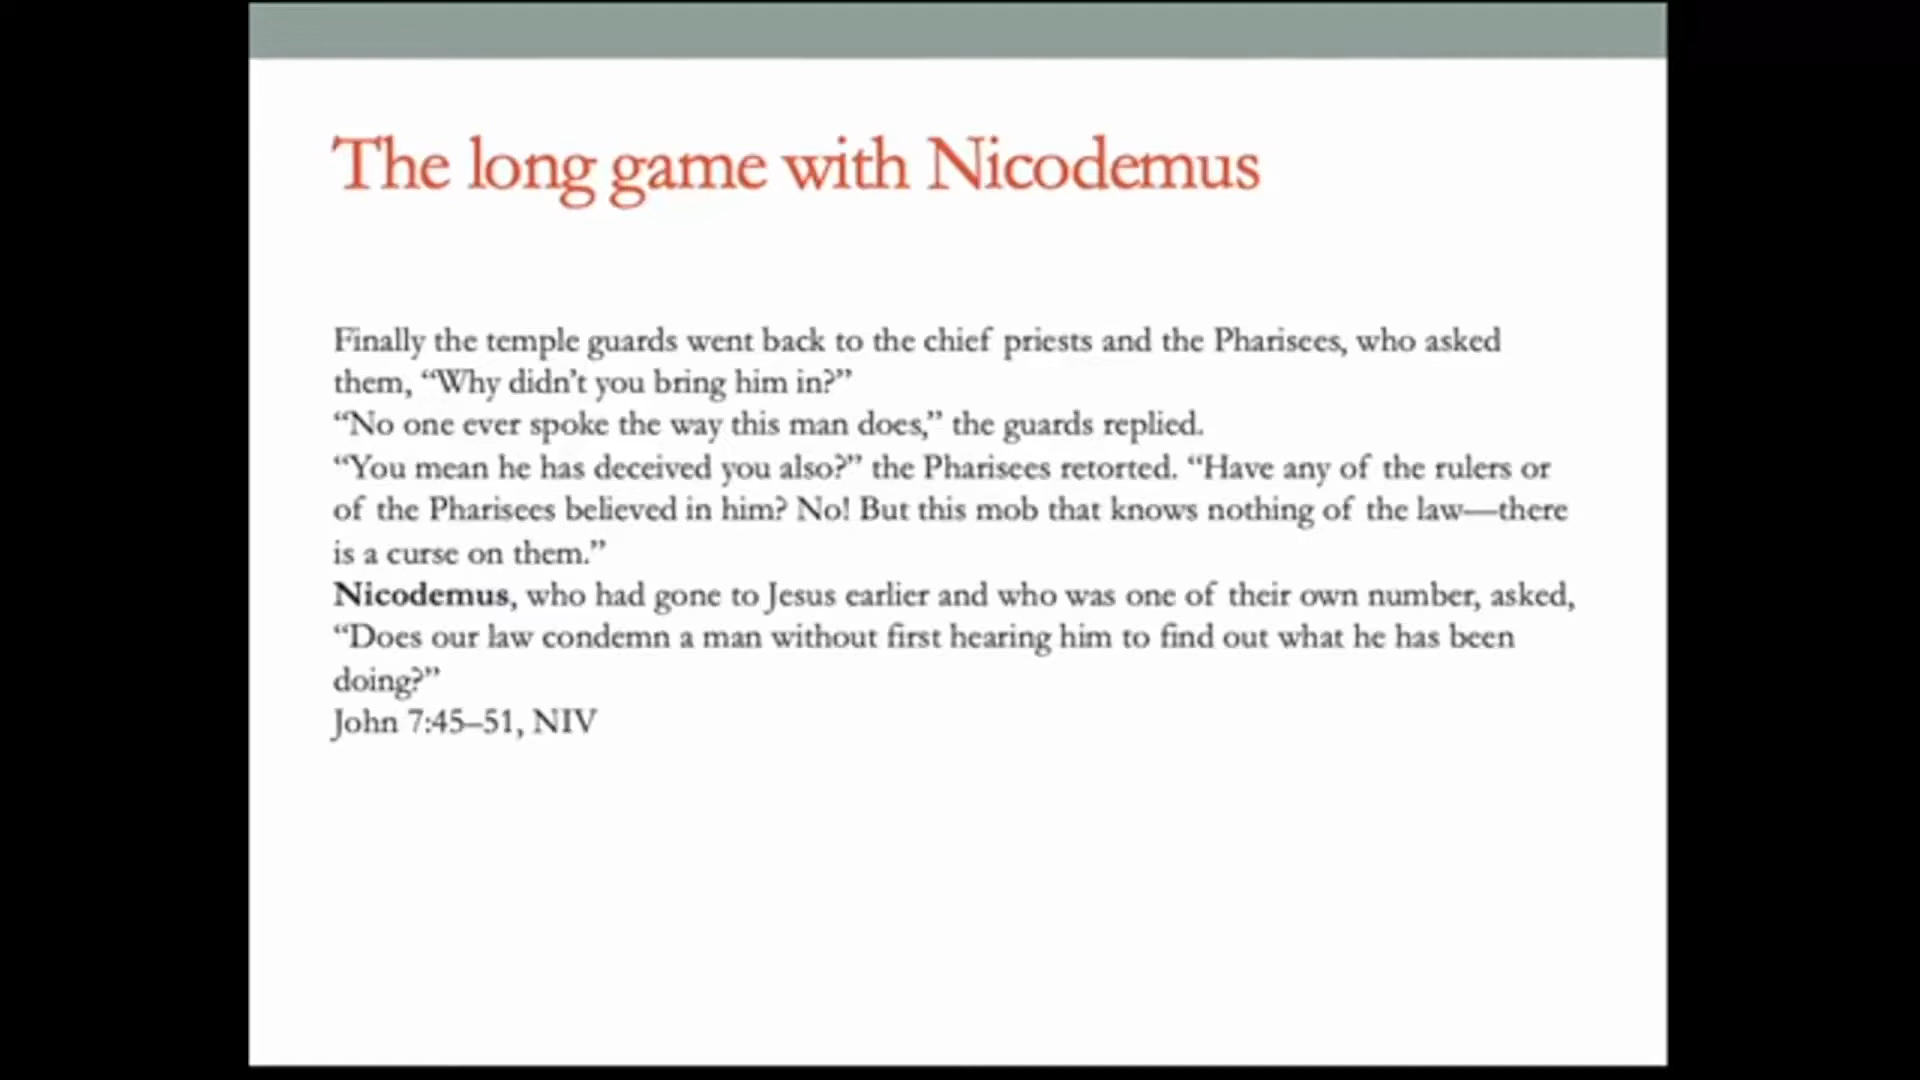 The long game with Nicodemus
Finally the temple guards went back to the chief priests and the Pharisees, who asked
them, “Why didn’t you bring him in?”
“No one ever spoke the way this man does,” the guards replied.
“You mean he has deceived you also?” the Pharisees retorted. “Have any of the rulers or
of the Pharisees believed in him? No! But this mob that knows nothing of the law—there
is a curse on them.”
Nicodemus, who had gone to Jesus earlier and who was one of their own number, asked,
“Does our law condemn a man without first hearing him to find out what he has been
doing?”
John 7:45–51, NIV